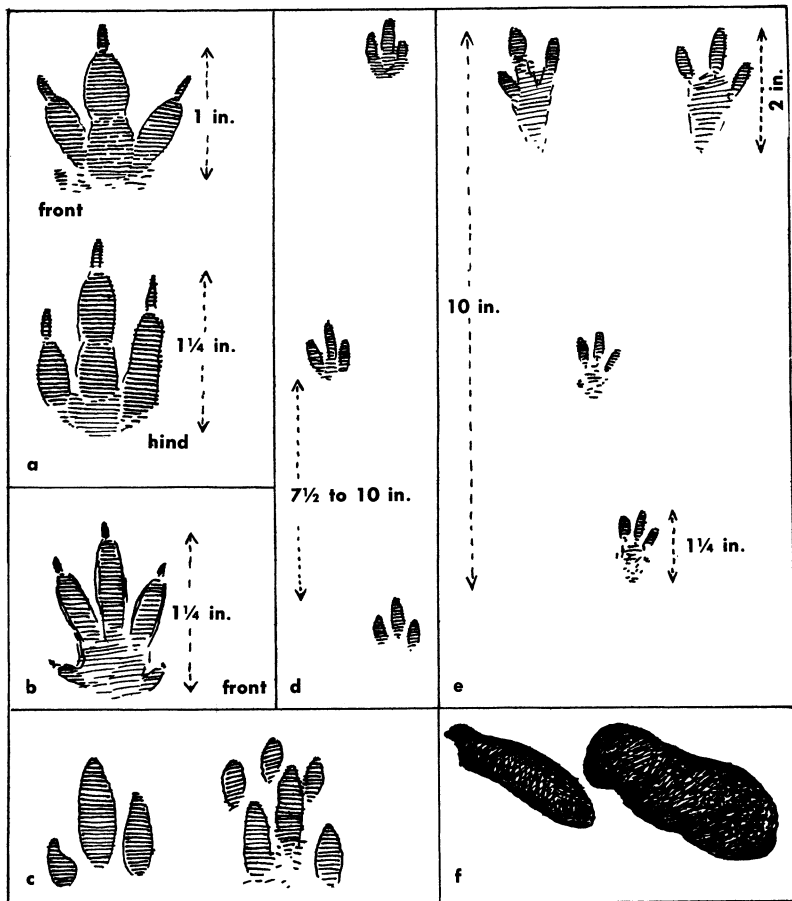 1 in.
front
1¼ in.
hind
a
1¼ in.
b
front
7½ to 10 in.
d
10 in.
2 in.
1¼ in.
e
c
f